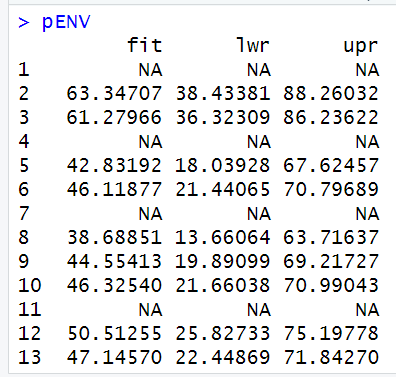 > pENV
fit lwr upr
1 NA NA NA
2 63.34707 38.43381 88.26032
3 61.27966 36.32309 86.23622
4 NA NA NA
5 42.83192 18.03928 67.62457
6 46.11877 21.44065 70.79689
7 NA NA NA
8 38.68851 13.66064 63.71637
9 44.55413 19.89099 69.21727
10 46.32540 21.66038 70.99043
11 NA NA NA
12 50.51255 25.82733 75.19778
13 47.14570 22.44869 71.84270